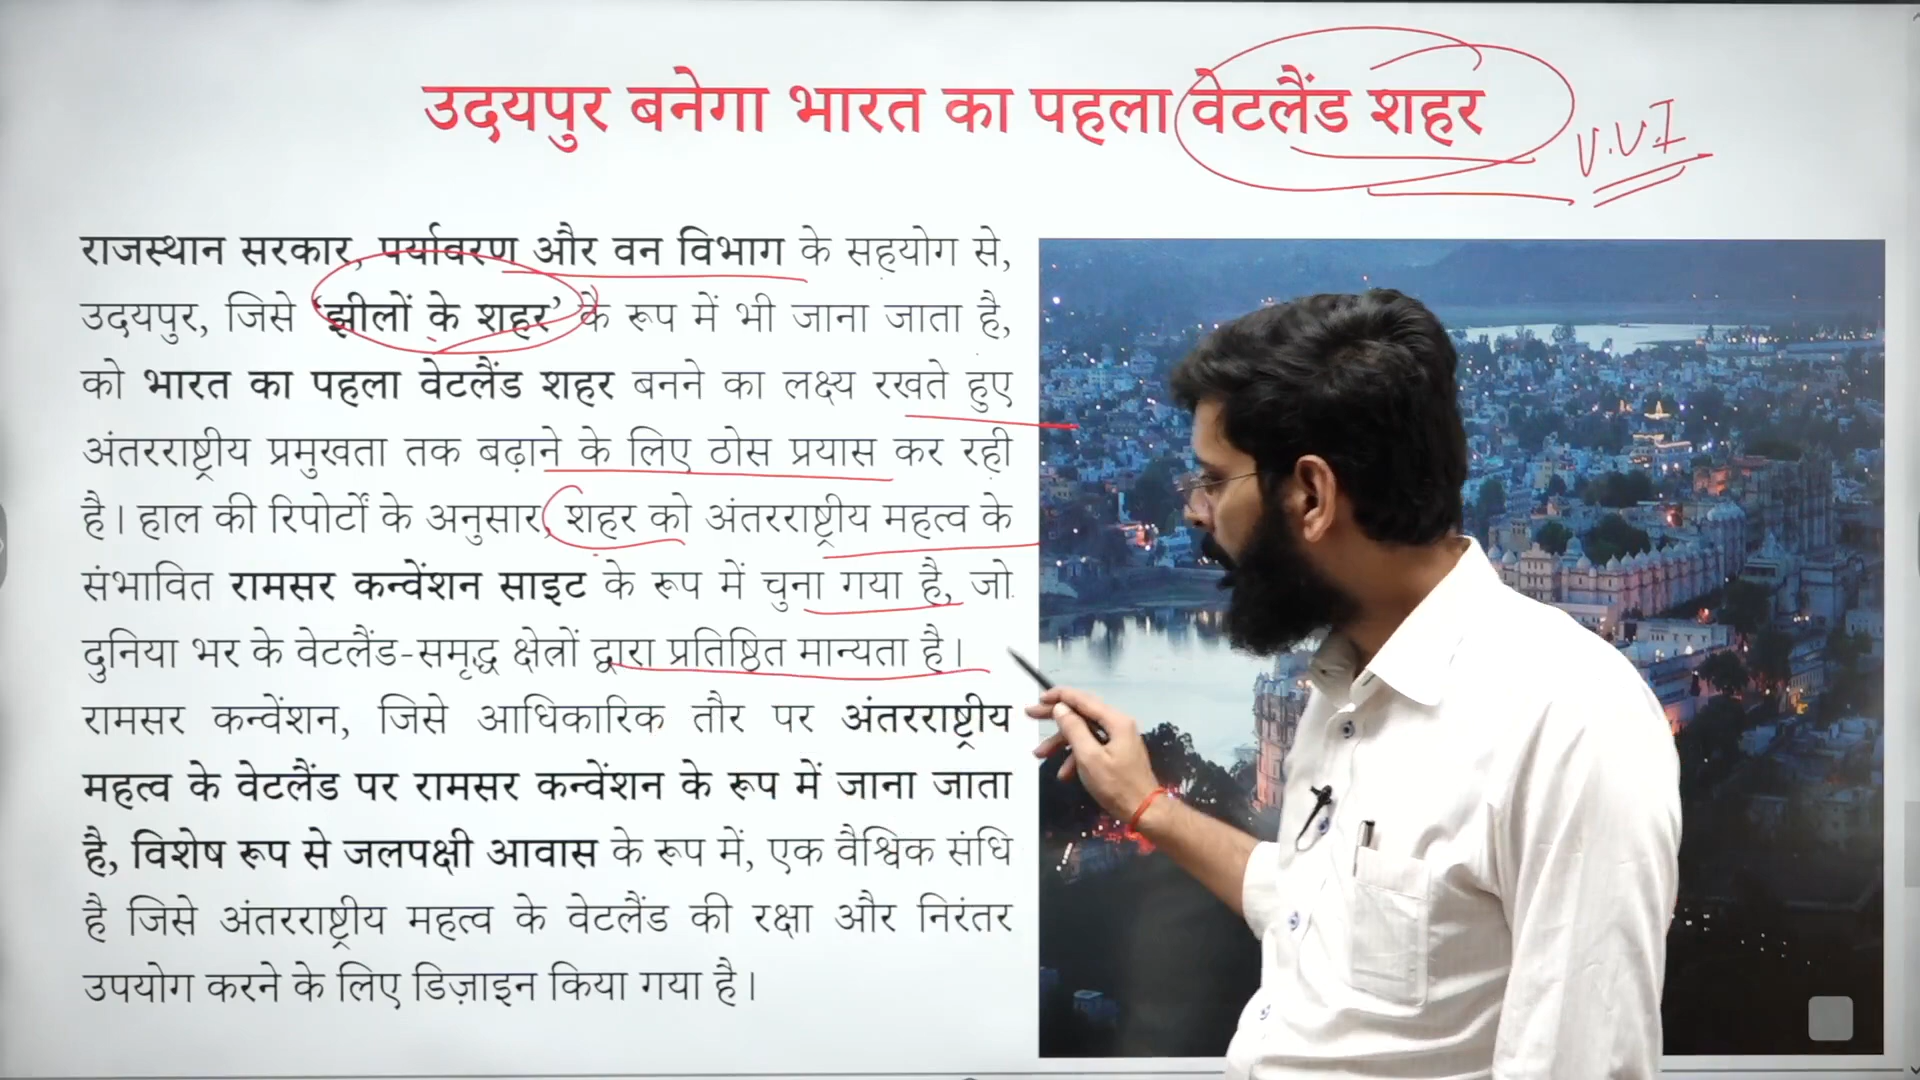 उदयपुर बनेगा भारत का पहला वेटलैंड शहर
V.V.I
राजस्थान सरकार, पर्यावरण और वन विभाग के सहयोग से,
उदयपुर, जिसे ‘झीलों के शहर’ के रूप में भी जाना जाता है,
को भारत का पहला वेटलैंड शहर बनने का लक्ष्य रखते हुए
अंतरराष्ट्रीय प्रमुखता तक बढ़ाने के लिए ठोस प्रयास कर रही
है। हाल की रिपोर्टों के अनुसार, शहर को अंतरराष्ट्रीय महत्व के
संभावित रामसर कन्वेंशन साइट के रूप में चुना गया है, जो
दुनिया भर के वेटलैंड-समृद्ध क्षेत्रों द्वारा प्रतिष्ठित मान्यता है।
रामसर कन्वेंशन, जिसे आधिकारिक तौर पर अंतरराष्ट्रीय
महत्व के वेटलैंड पर रामसर कन्वेंशन के रूप में जाना जाता
है, विशेष रूप से जलपक्षी आवास के रूप में, एक वैश्विक संधि
है जिसे अंतरराष्ट्रीय महत्व के वेटलैंड की रक्षा और निरंतर
उपयोग करने के लिए डिज़ाइन किया गया है।